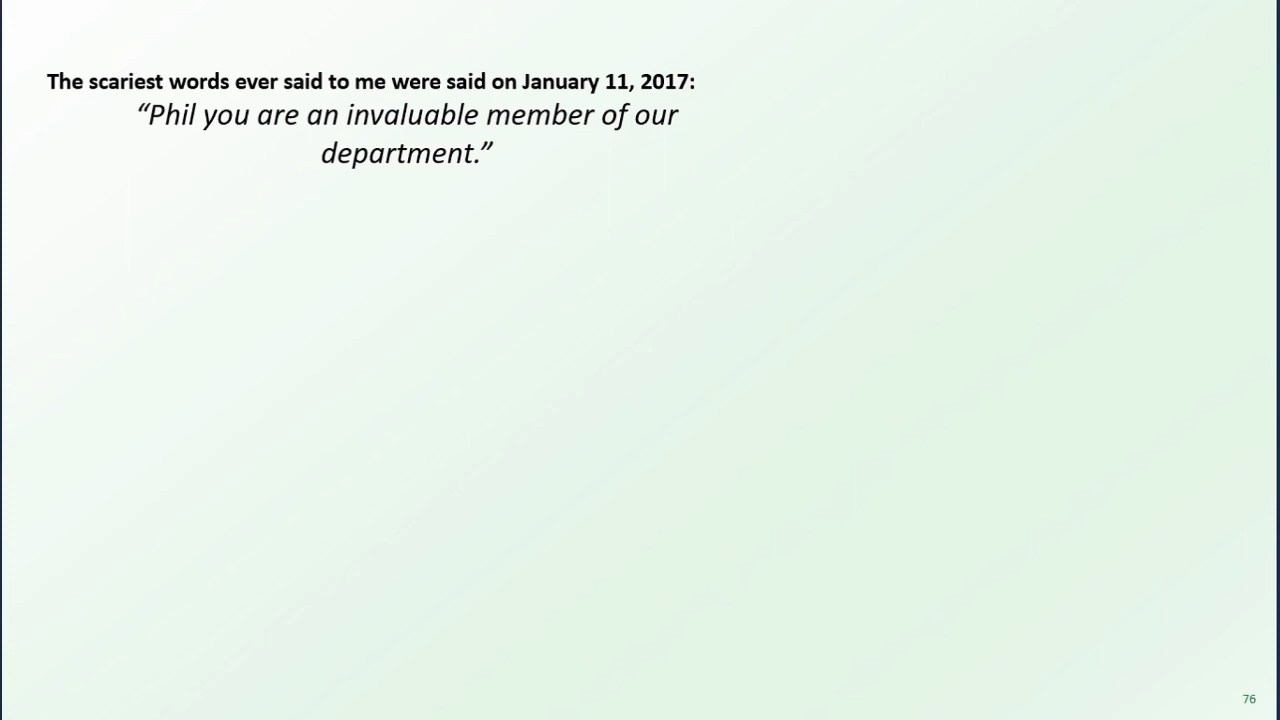 The scariest words ever said to me were said on January 11, 2017:
“Phil you are an invaluable member of our
department.”
76